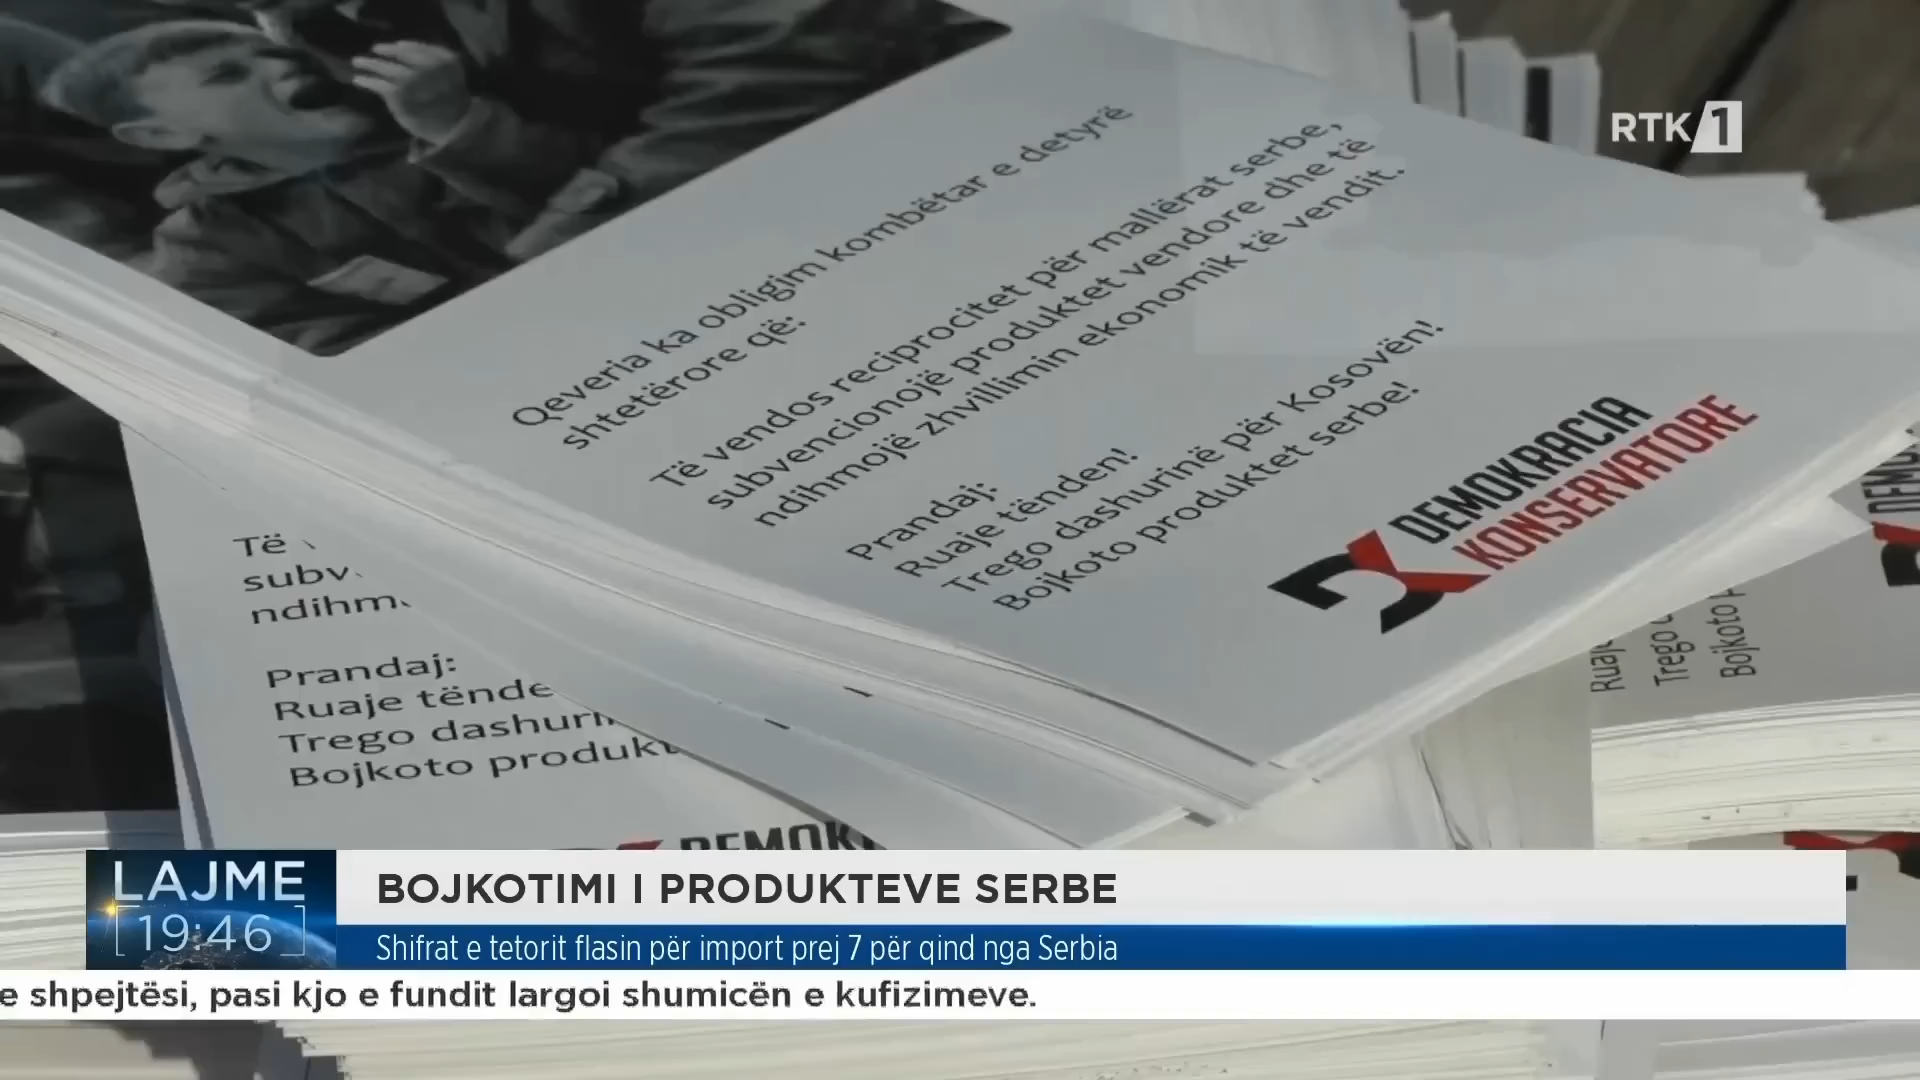 RTK 1
Qeveria ka obligim kombëtar e detyrë
shtetërore që:
Të vendos reciprocitet për mallërat serbe,
subvencionojë produktet vendore dhe të
ndihmojë zhvillimin ekonomik të vendit.
Prandaj:
Ruaje tënden!
Trego dashurinë për Kosovën!
Bojkoto produktet serbe!
DEMOKRACIA
KONSERVATORE
Të
Prandaj:
Ruaje tënde
Trego
Bojkoto
Trego
Bojkoto
LAJME
19:46
BOJKOTIMI I PRODUKTEVE SERBE
Shifrat e tetorit flasin për import prej 7 për qind nga Serbia
e shpejtësi, pasi kjo e fundit largoi shumicën e kufizimeve.